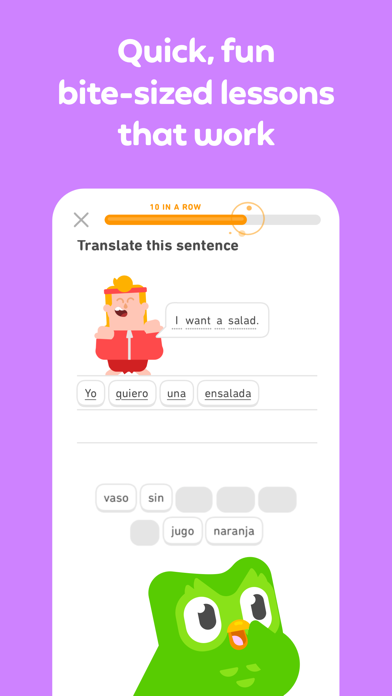 Quick, fun
bite-sized lessons
that work
10 IN A ROW
Translate this sentence
I want a salad.
Yo quiero una ensalada
vaso sin
jugo naranja